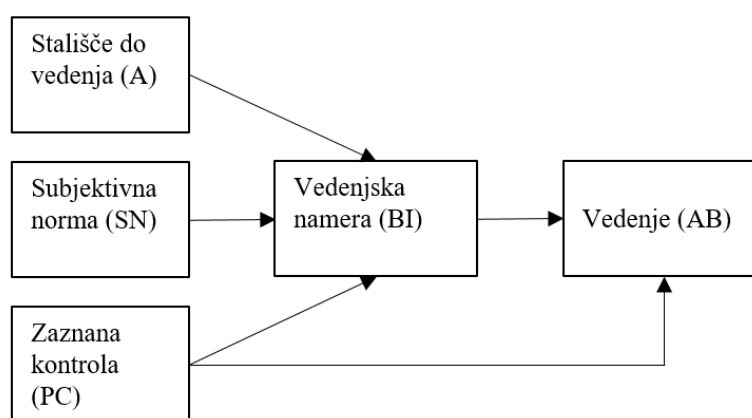 Stališče do
vedenja (A)
Subjektivna
norma (SN)
Vedenjska
namera (BI)
Vedenje (AB)
Zaznana
kontrola
(PC)